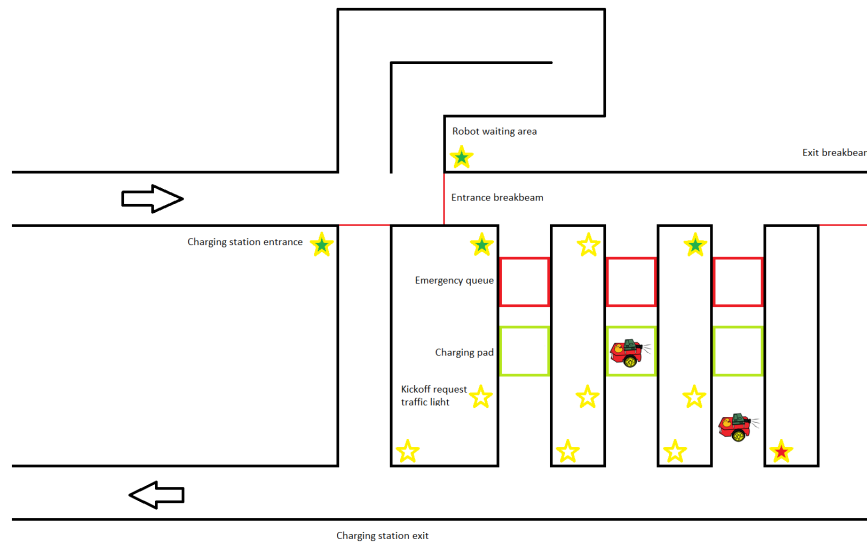 Robot waiting area
Exit breakbeam
Entrance breakbeam
Charging station entrance
Emergency queue
Charging pad
Kickoff request
traffic light
Charging station exit